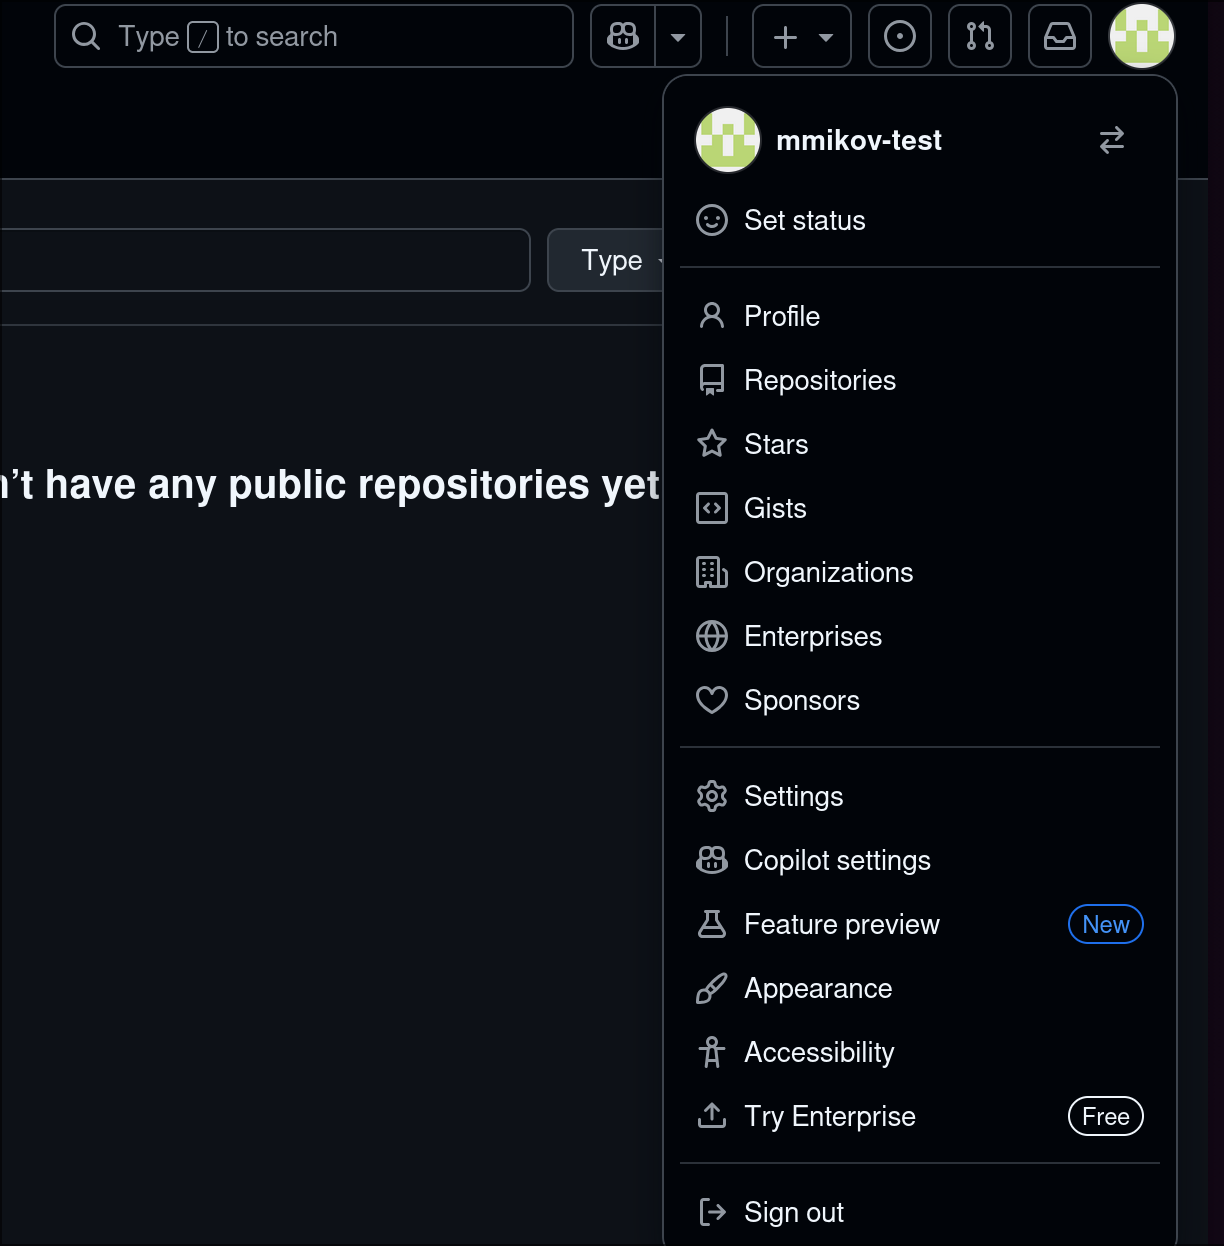 Type / to search
mmikov-test
Set status
Type
Profile
Repositories
Stars
n't have any public repositories yet
Gists
Organizations
Enterprises
Sponsors
Settings
Copilot settings
Feature preview New
Appearance
Accessibility
Try Enterprise Free
Sign out